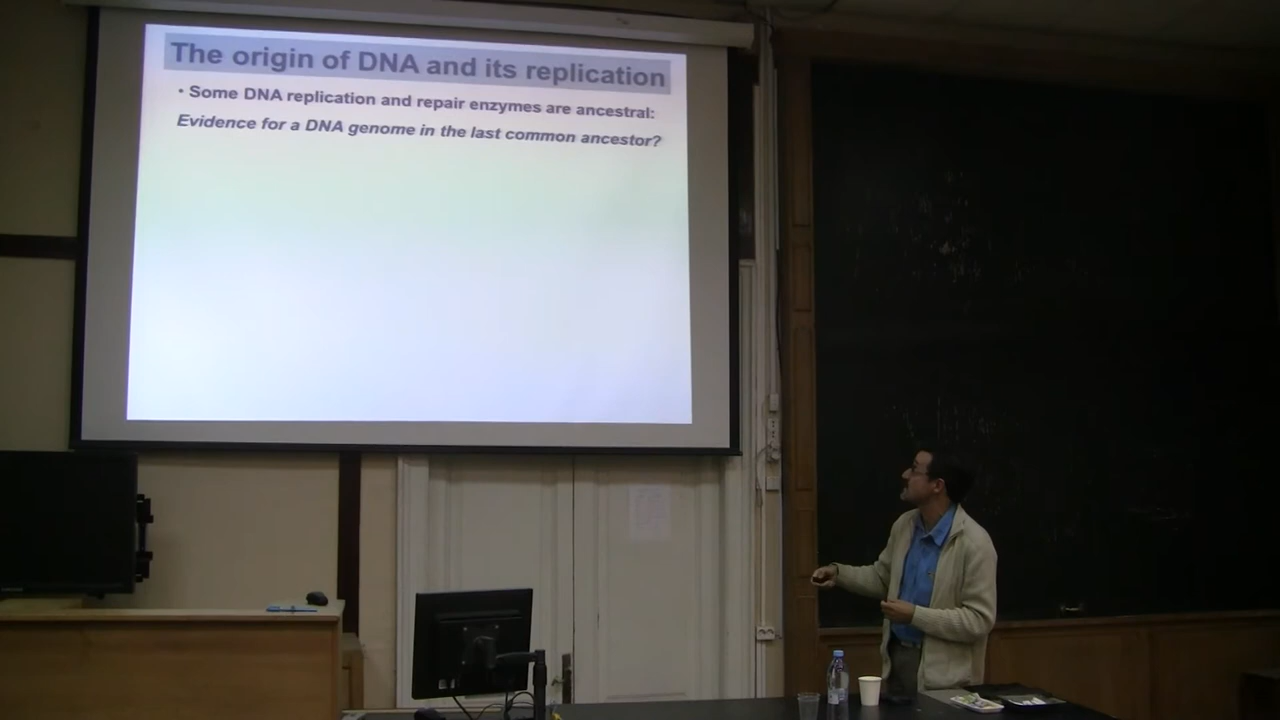 The origin of DNA and its replication
• Some DNA replication and repair enzymes are ancestral:
Evidence for a DNA genome in the last common ancestor?